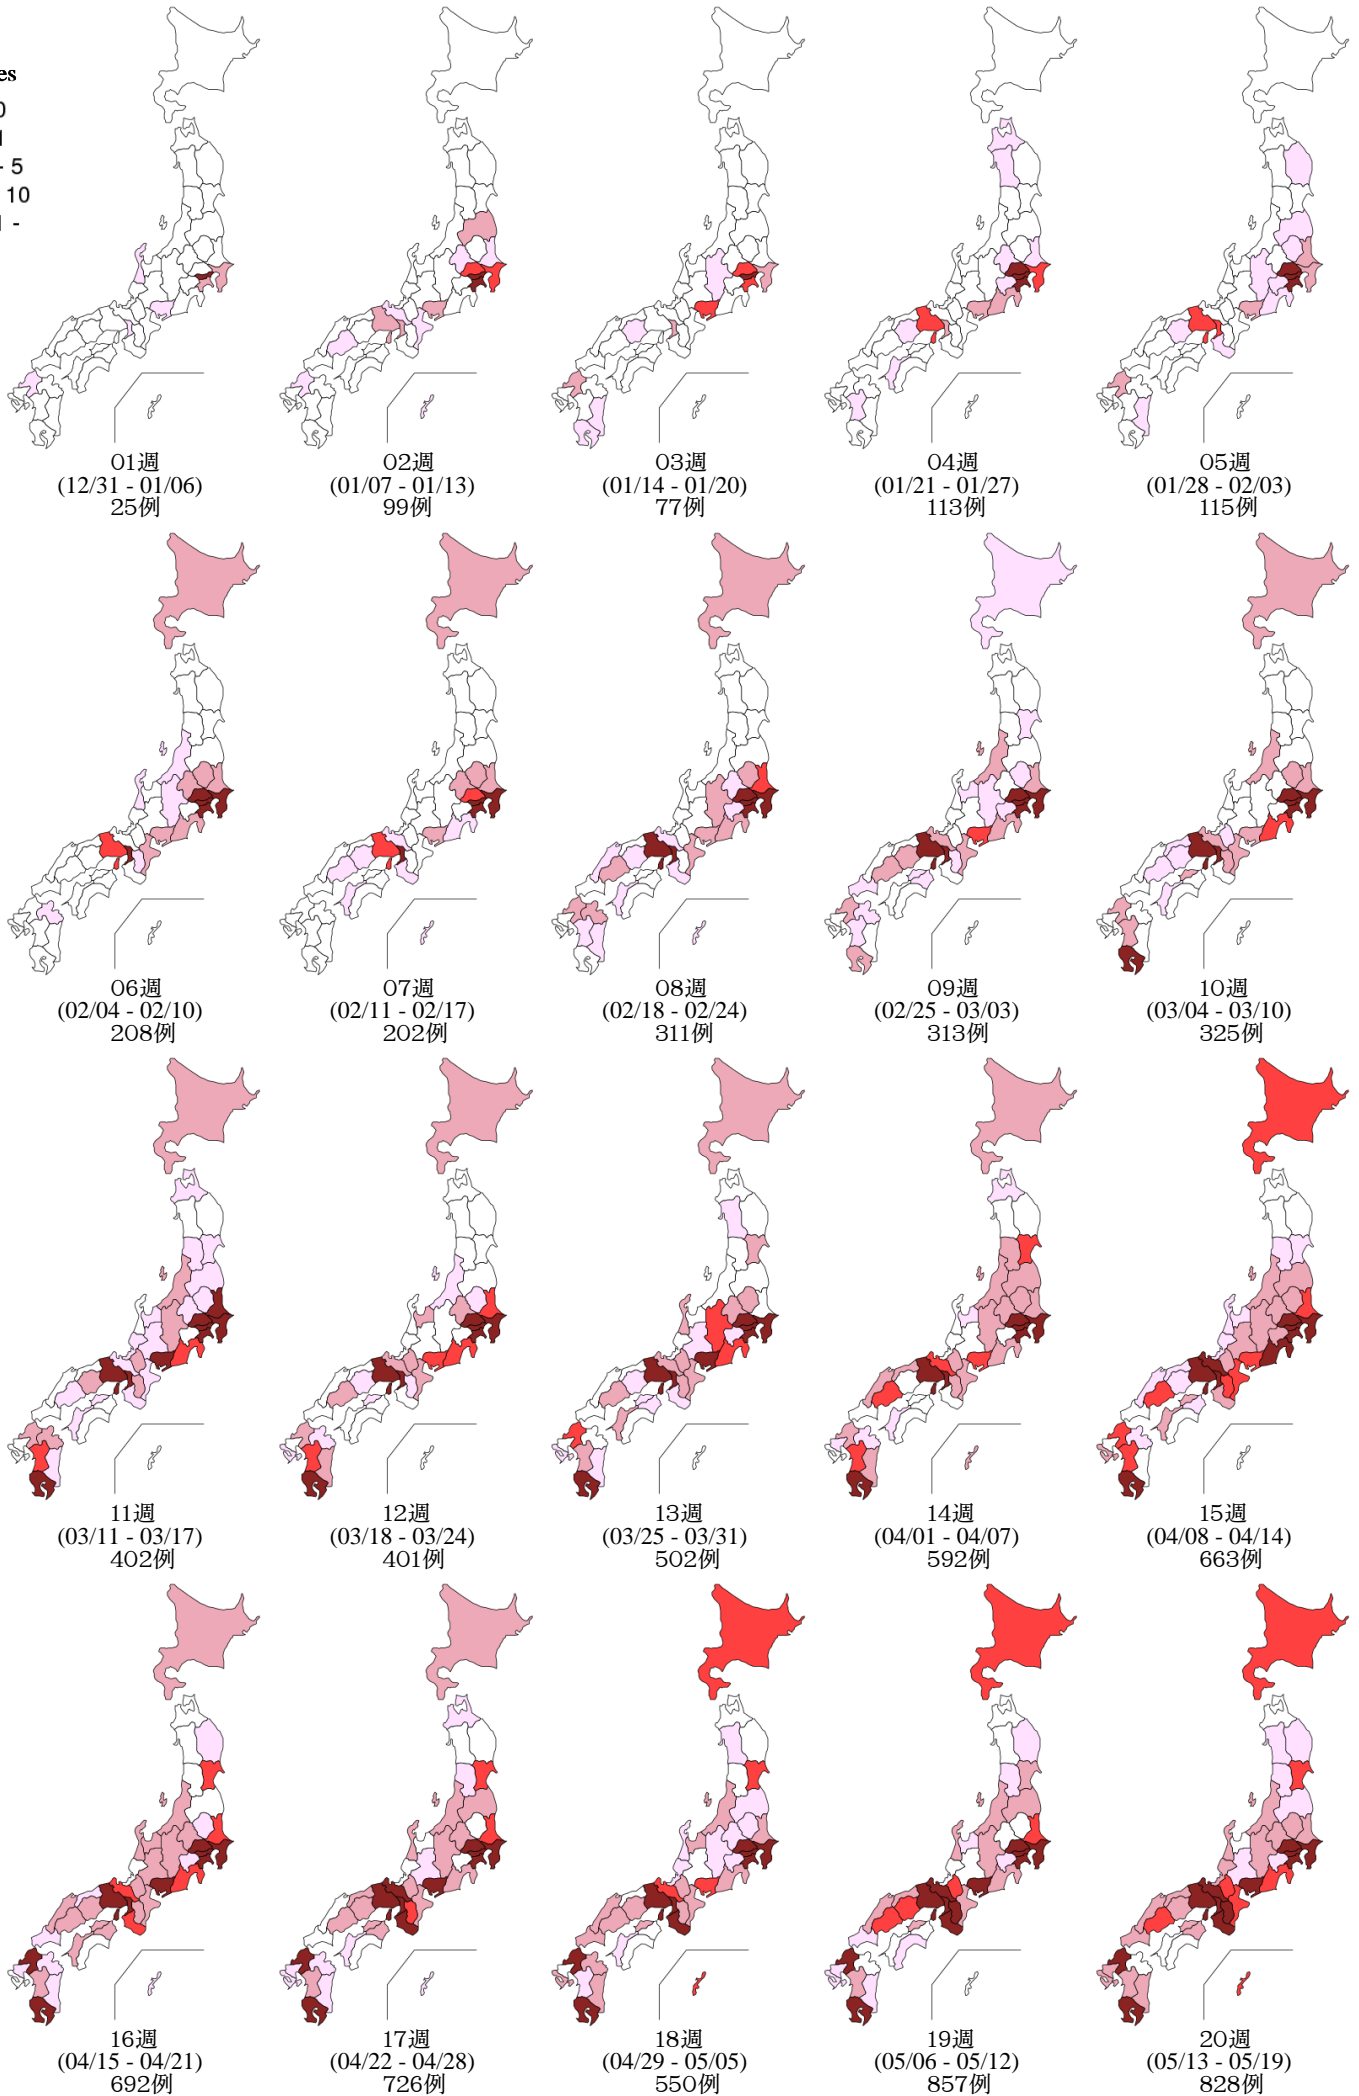 es
0
1
- 5
10
1 -
01週
(12/31 - 01/06)
25例
02週
(01/07 - 01/13)
99例
03週
(01/14 - 01/20)
77例
04週
(01/21 - 01/27)
113例
05週
(01/28 - 02/03)
115例
06週
(02/04 - 02/10)
208例
07週
(02/11 - 02/17)
202例
08週
(02/18 - 02/24)
311例
09週
(02/25 - 03/03)
313例
10週
(03/04 - 03/10)
325例
11週
(03/11 - 03/17)
402例
12週
(03/18 - 03/24)
401例
13週
(03/25 - 03/31)
502例
14週
(04/01 - 04/07)
592例
15週
(04/08 - 04/14)
663例
16週
(04/15 - 04/21)
692例
17週
(04/22 - 04/28)
726例
18週
(04/29 - 05/05)
550例
19週
(05/06 - 05/12)
857例
20週
(05/13 - 05/19)
828例